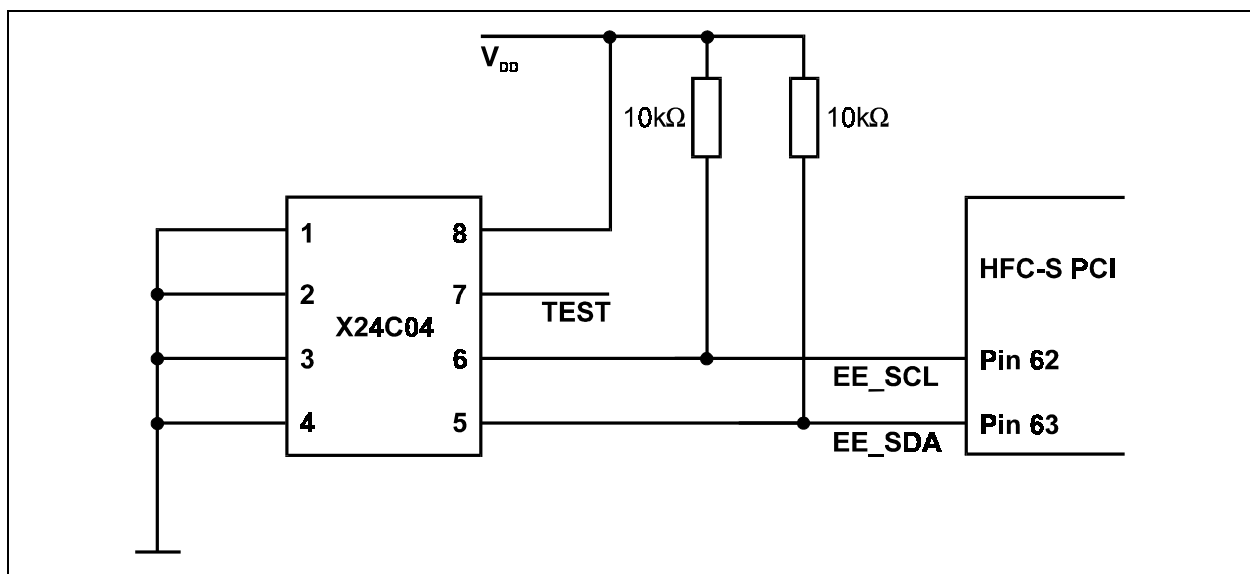 V_DD
10kΩ
10kΩ
1
8
HFC-S PCI
2
7
TEST
X24C04
3
6
EE_SCL
Pin 62
4
5
EE_SDA
Pin 63